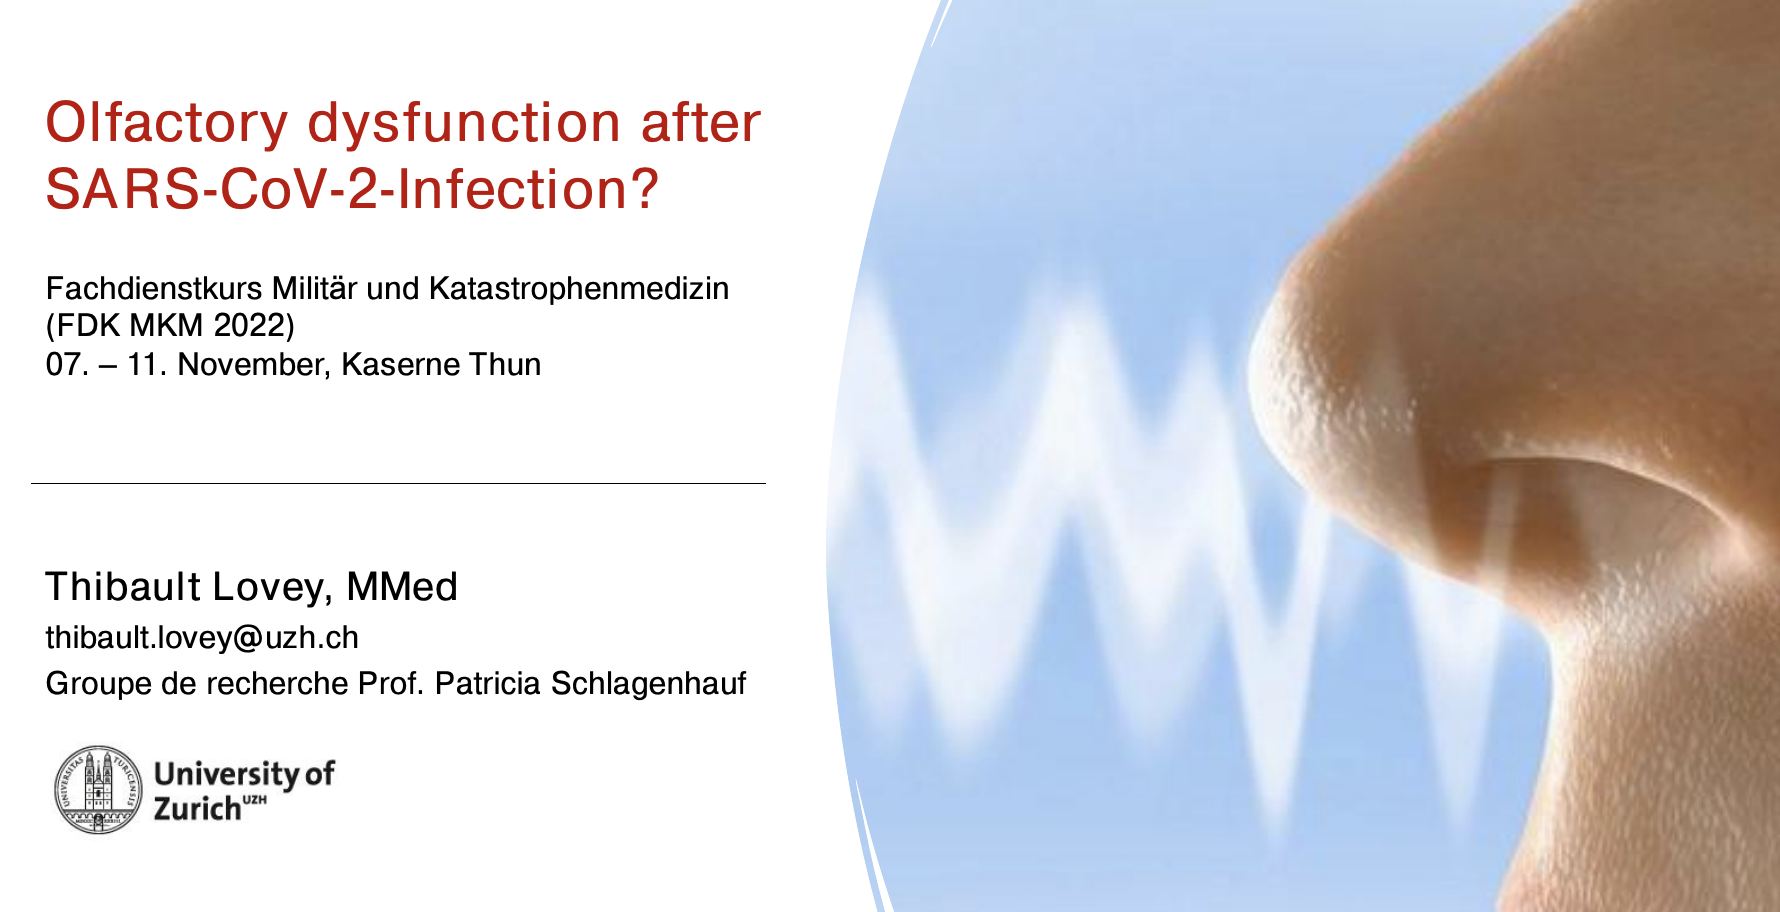 Olfactory dysfunction after
SARS-CoV-2-Infection?
Fachdienstkurs Militär und Katastrophenmedizin
(FDK MKM 2022)
07. – 11. November, Kaserne Thun
Thibault Lovey, MMed
thibault.lovey@uzh.ch
Groupe de recherche Prof. Patricia Schlagenhauf
UNIVERSITAS TURICENSIS
University of
Zurich UZH